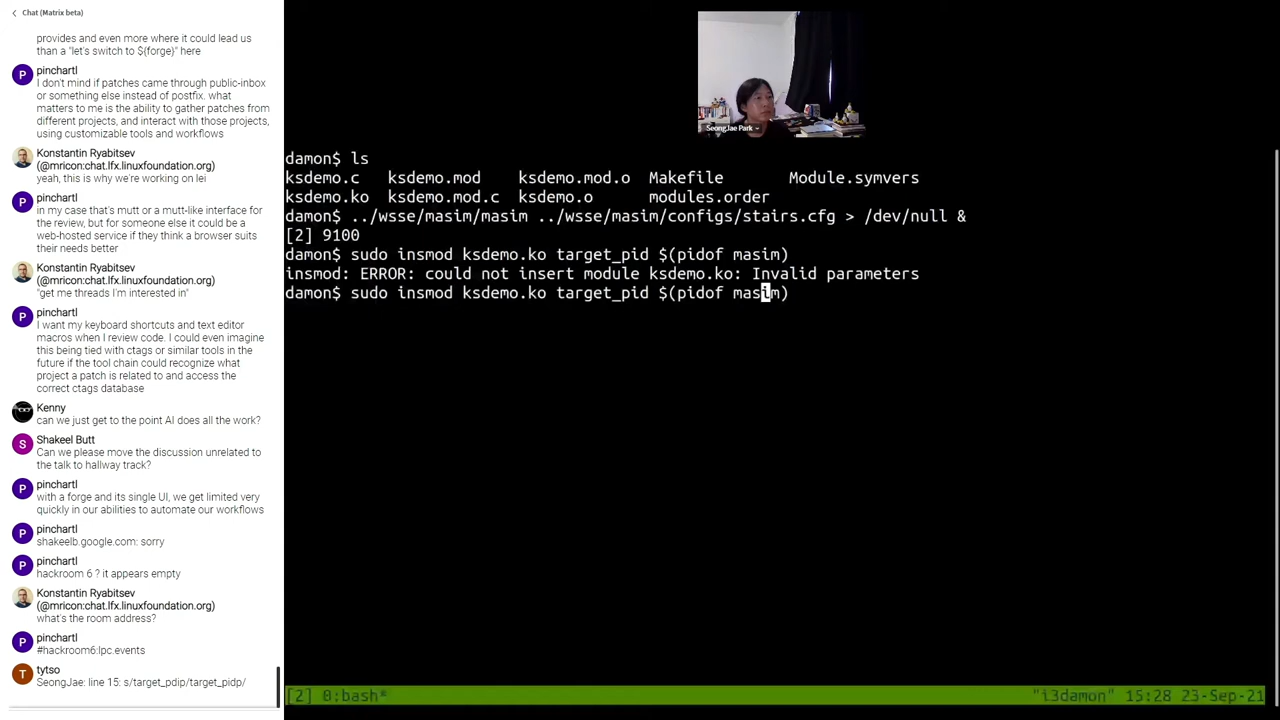 Chat (Matrix beta)
provides and even more where it could lead us
than a "let's switch to ${forge}" here
P
pinchartl
I don't mind if patches came through public-inbox
or something else instead of postfix. what
matters to me is the ability to gather patches from
different projects, and interact with those projects,
using customizable tools and workflows
Konstantin Ryabitsev
(@mricon:chat.lfx.linuxfoundation.org)
yeah, this is why we're working on lei
P
pinchartl
in my case that's mutt or a mutt-like interface for
the review, but for someone else it could be a
web-hosted service if they think a browser suits
their needs better
Konstantin Ryabitsev
(@mricon:chat.lfx.linuxfoundation.org)
"get me threads I'm interested in"
P
pinchartl
I want my keyboard shortcuts and text editor
macros when I review code. I could even imagine
this being tied with ctags or similar tools in the
future if the tool chain could recognize what
project a patch is related to and access the
correct ctags database
Kenny
can we just get to the point AI does all the work?
S
Shakeel Butt
Can we please move the discussion unrelated to
the talk to hallway track?
P
pinchartl
with a forge and its single UI, we get limited very
quickly in our abilities to automate our workflows
P
pinchartl
shakeelb.google.com: sorry
P
pinchartl
hackroom 6 ? it appears empty
Konstantin Ryabitsev
(@mricon:chat.lfx.linuxfoundation.org)
what's the room address?
P
pinchartl
#hackroom6:lpc.events
T
tytso
SeongJae: line 15: s/target_pdip/target_pidp/
SeongJae Park
damon$ ls
ksdemo.c ksdemo.mod ksdemo.mod.o Makefile Module.symvers
ksdemo.ko ksdemo.mod.c ksdemo.o modules.order
damon$ ../wsse/masim/masim ../wsse/masim/configs/stairs.cfg > /dev/null &
[2] 9100
damon$ sudo insmod ksdemo.ko target_pid $(pidof masim)
insmod: ERROR: could not insert module ksdemo.ko: Invalid parameters
damon$ sudo insmod ksdemo.ko target_pid $(pidof masim)
[2] 0:bash* "i3damon" 15:28 23-Sep-21